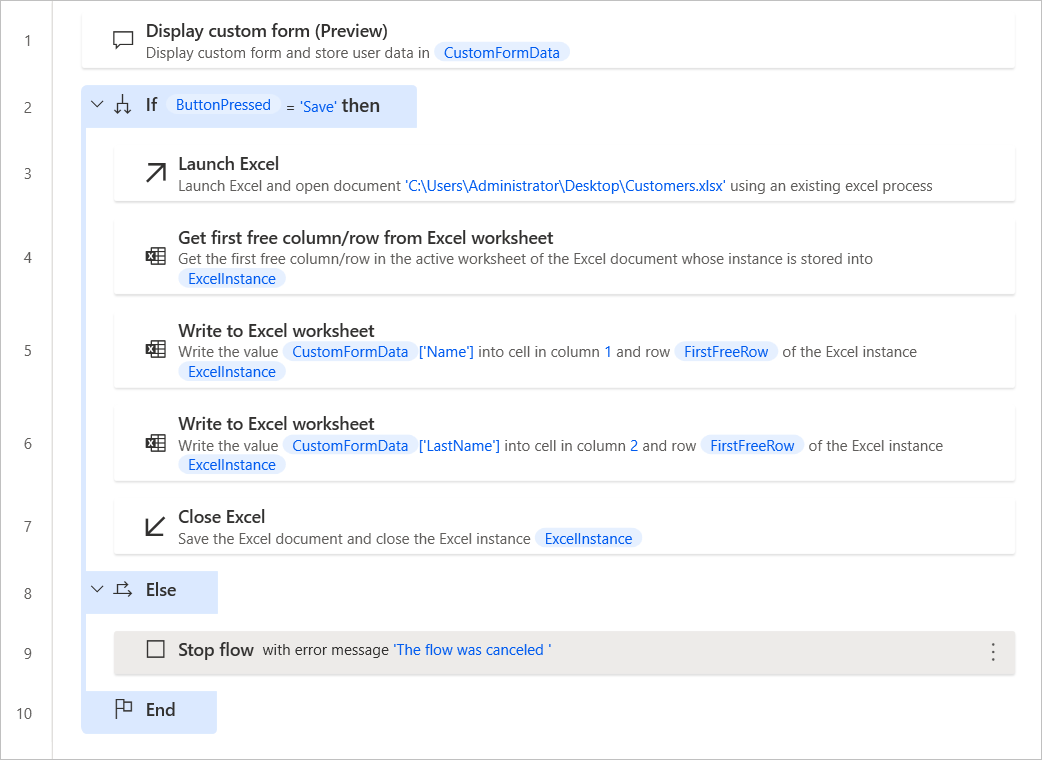 1
Display custom form (Preview)
Display custom form and store user data in CustomFormData
2
If ButtonPressed = 'Save' then
3
Launch Excel
Launch Excel and open document 'C:\Users\Administrator\Desktop\Customers.xlsx' using an existing excel process
4
Get first free column/row from Excel worksheet
Get the first free column/row in the active worksheet of the Excel document whose instance is stored into
ExcelInstance
5
Write to Excel worksheet
Write the value CustomFormData ['Name'] into cell in column 1 and row FirstFreeRow of the Excel instance
ExcelInstance
6
Write to Excel worksheet
Write the value CustomFormData ['LastName'] into cell in column 2 and row FirstFreeRow of the Excel instance
ExcelInstance
7
Close Excel
Save the Excel document and close the Excel instance ExcelInstance
8
Else
9
Stop flow with error message 'The flow was canceled '
10
End